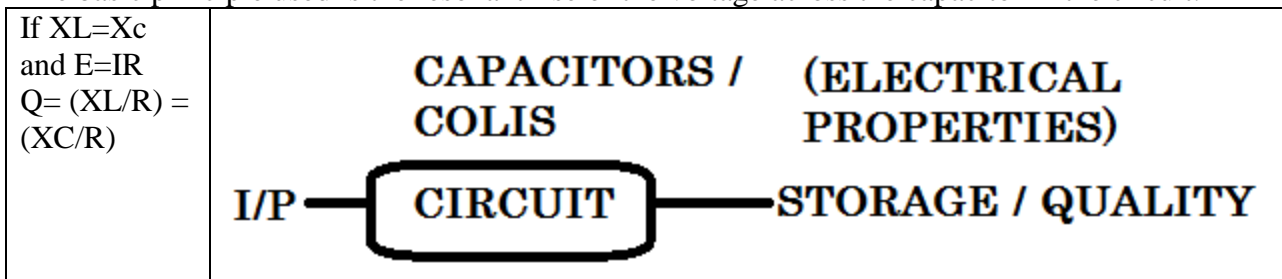 If XL=Xc
and E=IR
Q= (XL/R) =
(XC/R)
CAPACITORS / (ELECTRICAL
COLIS PROPERTIES)
I/P CIRCUIT STORAGE / QUALITY